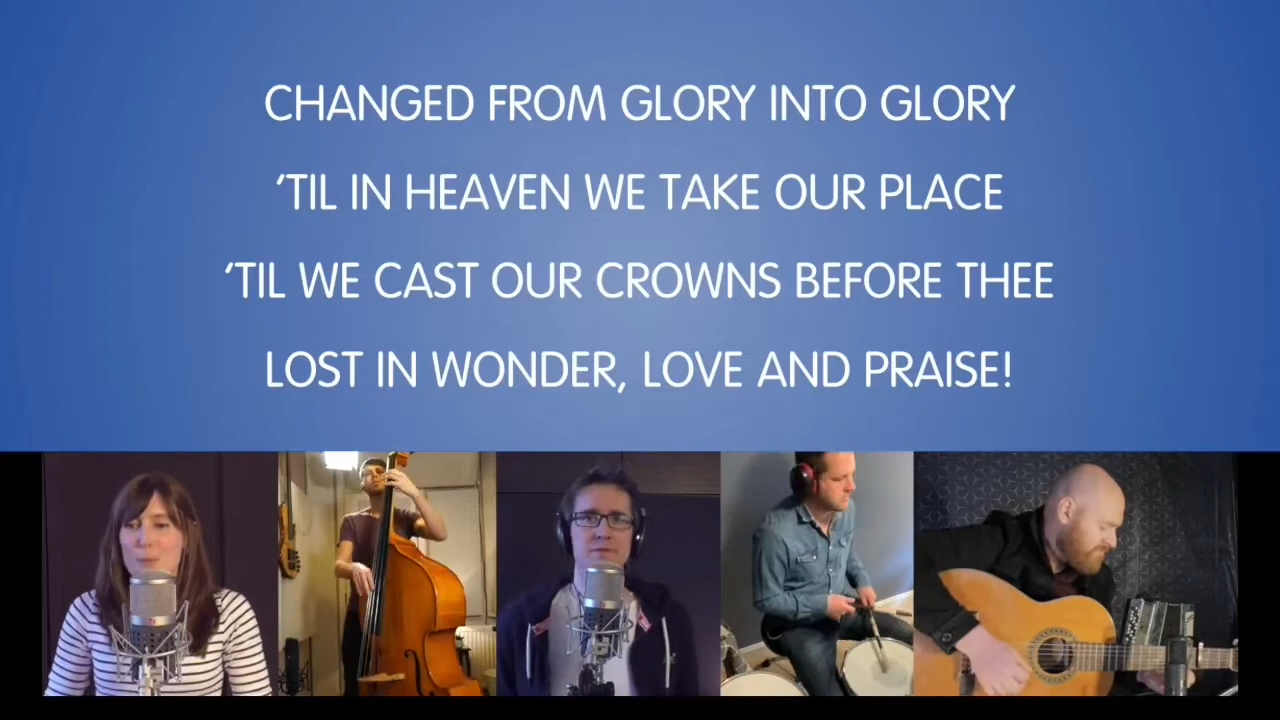 CHANGED FROM GLORY INTO GLORY
‘TIL IN HEAVEN WE TAKE OUR PLACE
‘TIL WE CAST OUR CROWNS BEFORE THEE
LOST IN WONDER, LOVE AND PRAISE!